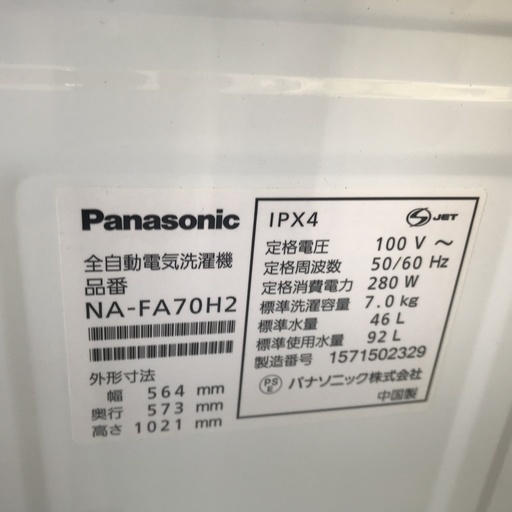 Panasonic
全自動電気洗濯機
品番
NA-FA70H2
外形寸法
幅 564 mm
奥行 573 mm
高さ 1021 mm
IPX4
S JET
定格電圧 100 V ~
定格周波数 50/60 Hz
定格消費電力 280 W
標準洗濯容量 7.0 kg
標準水量 46 L
標準使用水量 92 L
製造番号 1571502329
PSE パナソニック株式会社
中国製